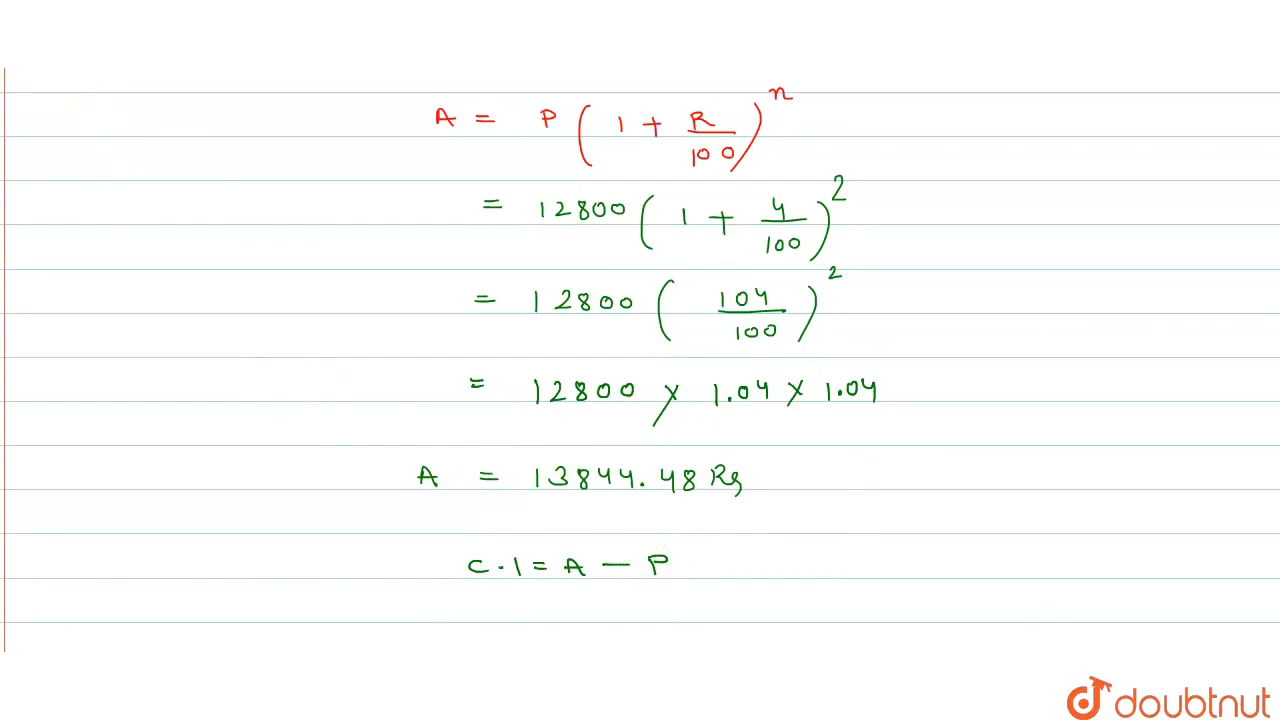 A = P ( 1 + R/100 )^n
= 12800 ( 1 + 4/100 )^2
= 12800 ( 104/100 )^2
= 12800 × 1.04 × 1.04
A = 13844.48 Rs
C.I = A — P
doubtnut